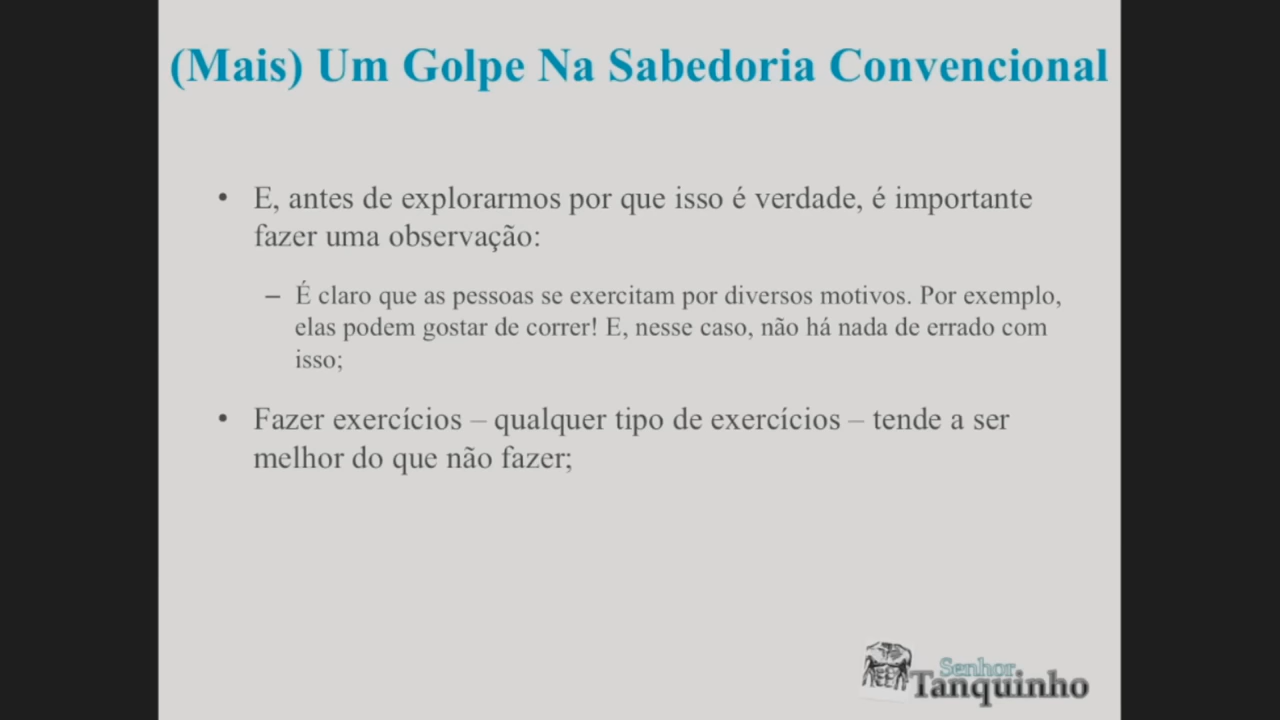 (Mais) Um Golpe Na Sabedoria Convencional
• E, antes de explorarmos por que isso é verdade, é importante
fazer uma observação:
– É claro que as pessoas se exercitam por diversos motivos. Por exemplo,
elas podem gostar de correr! E, nesse caso, não há nada de errado com
isso;
• Fazer exercícios – qualquer tipo de exercícios – tende a ser
melhor do que não fazer;
Senhor
Tanquinho